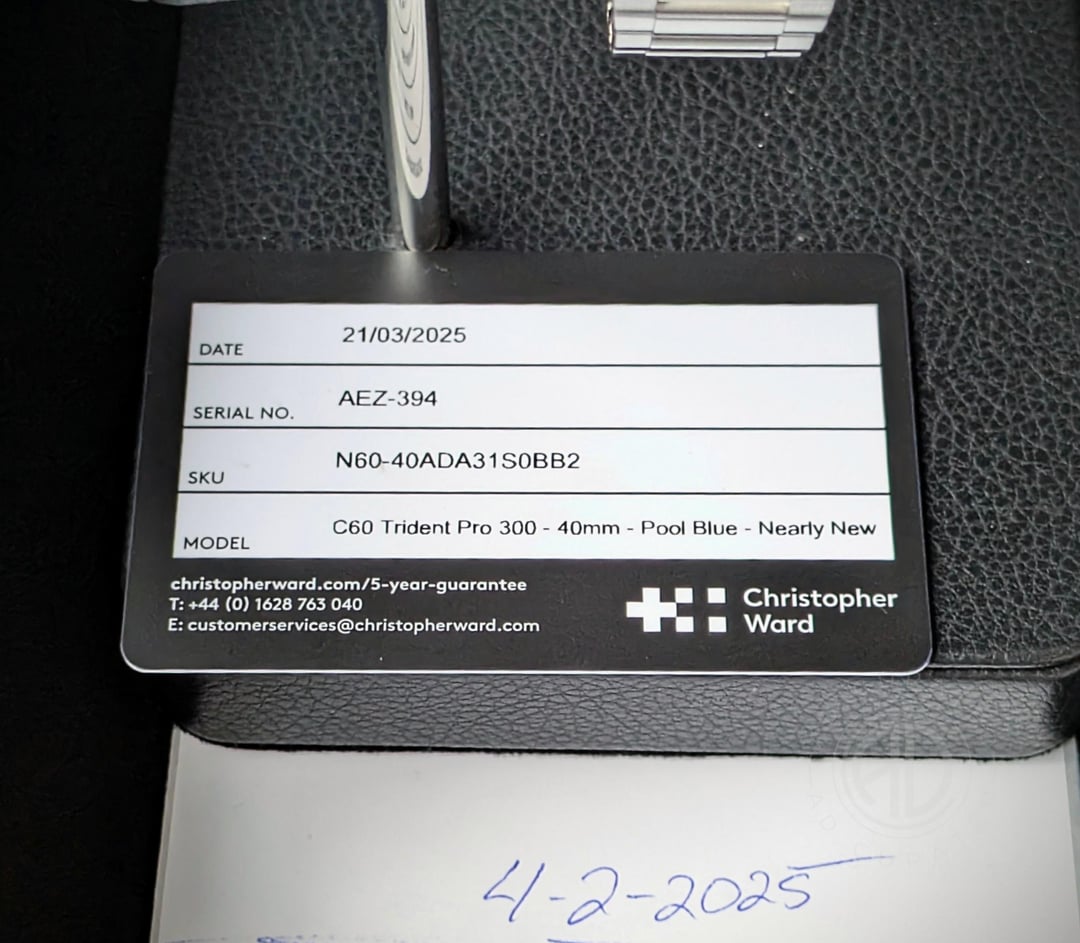 DATE 21/03/2025
SERIAL NO. AEZ-394
SKU N60-40ADA31S0BB2
MODEL C60 Trident Pro 300 - 40mm - Pool Blue - Nearly New
christopherward.com/5-year-guarantee
T: +44 (0) 1628 763 040
E: customerservices@christopherward.com
Christopher
Ward
4-2-2025